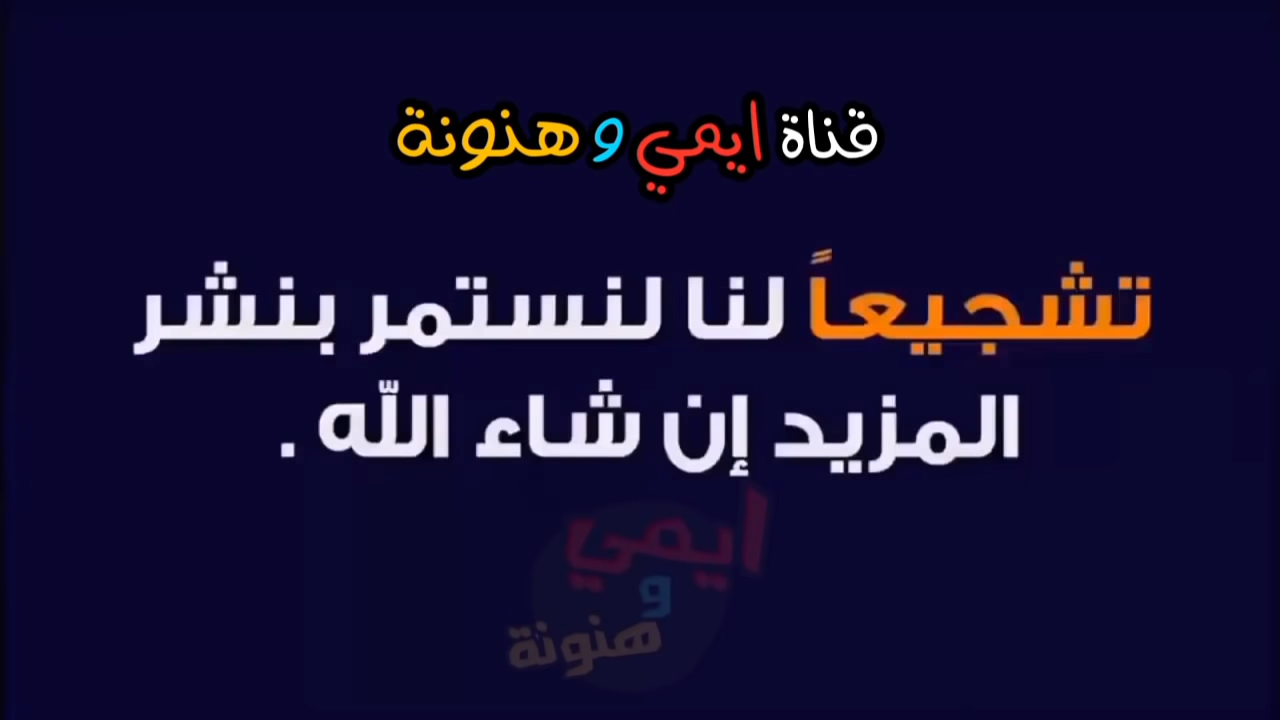 قناة ايمي و هنونة
تشجيعاً لنا لنستمر بنشر
المزيد إن شاء اللّه .
ايمي
و
هنونة